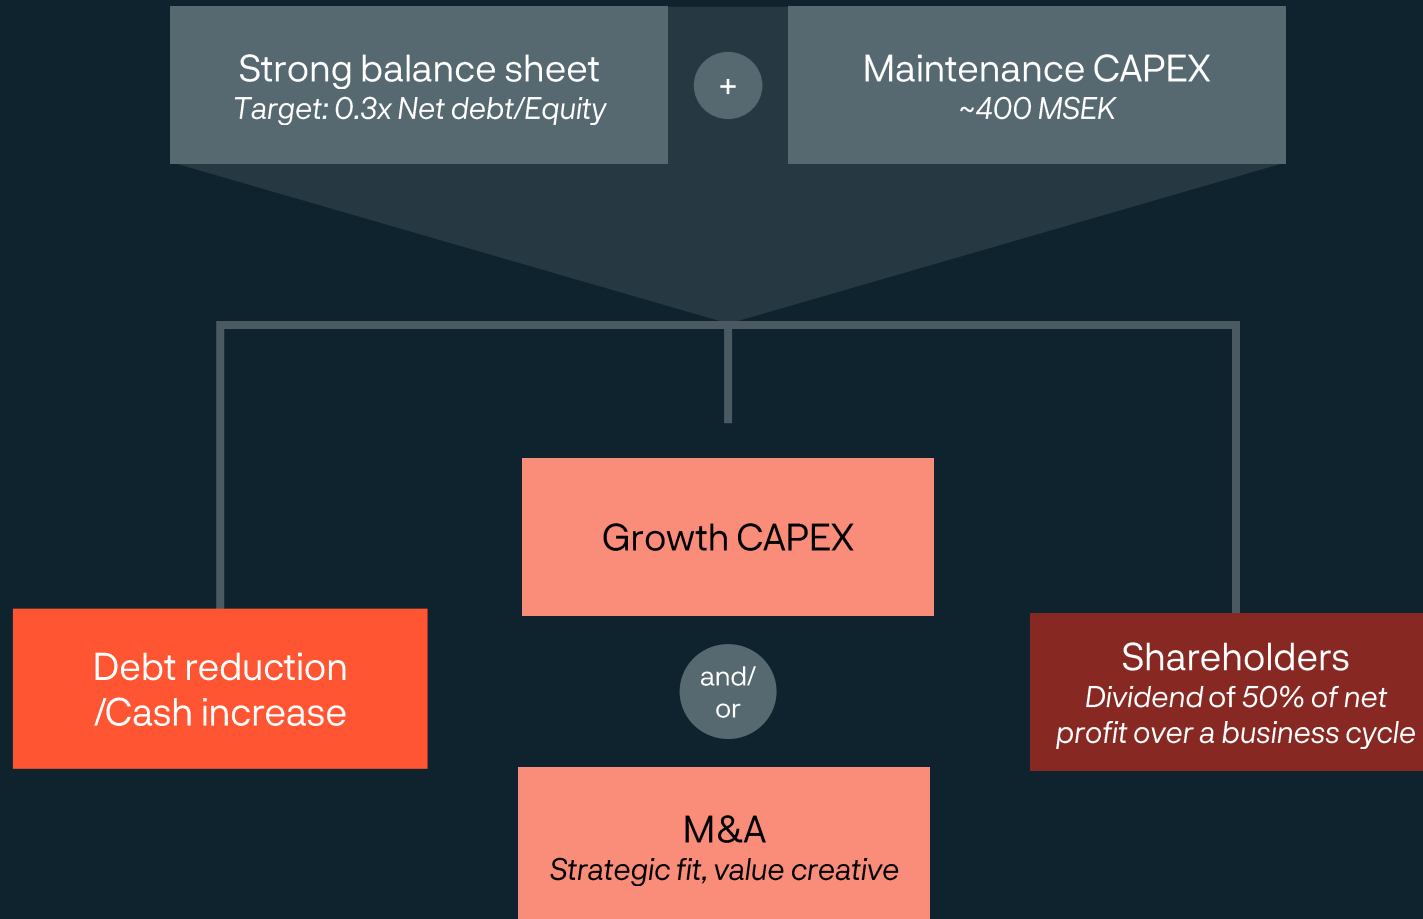 Strong balance sheet
Target: 0.3x Net debt/Equity
+
Maintenance CAPEX
~400 MSEK
Growth CAPEX
Debt reduction
/Cash increase
and/
or
Shareholders
Dividend of 50% of net
profit over a business cycle
M&A
Strategic fit, value creative